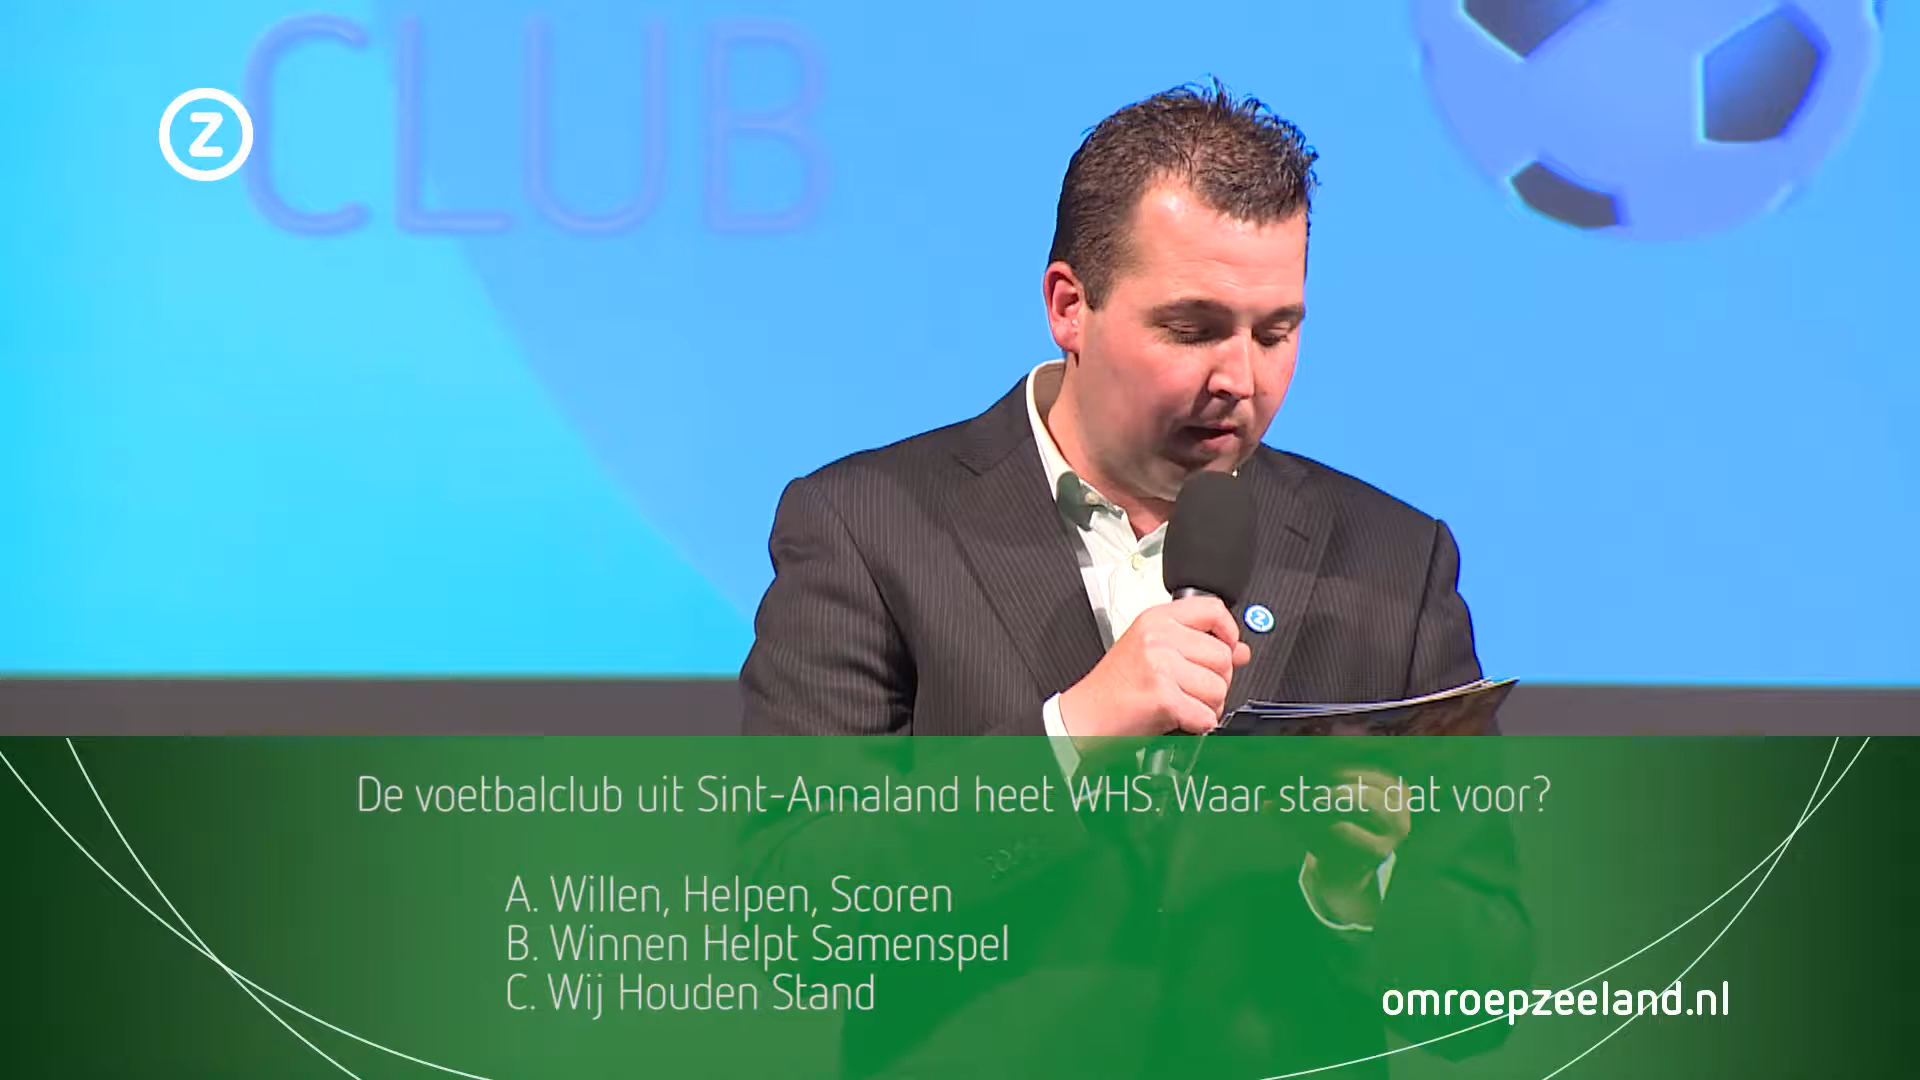 CLUB
Z
Z
De voetbalclub uit Sint-Annaland heet WHS. Waar staat dat voor?
A. Willen, Helpen, Scoren
B. Winnen Helpt Samenspel
C. Wij Houden Stand
omroepzeeland.nl